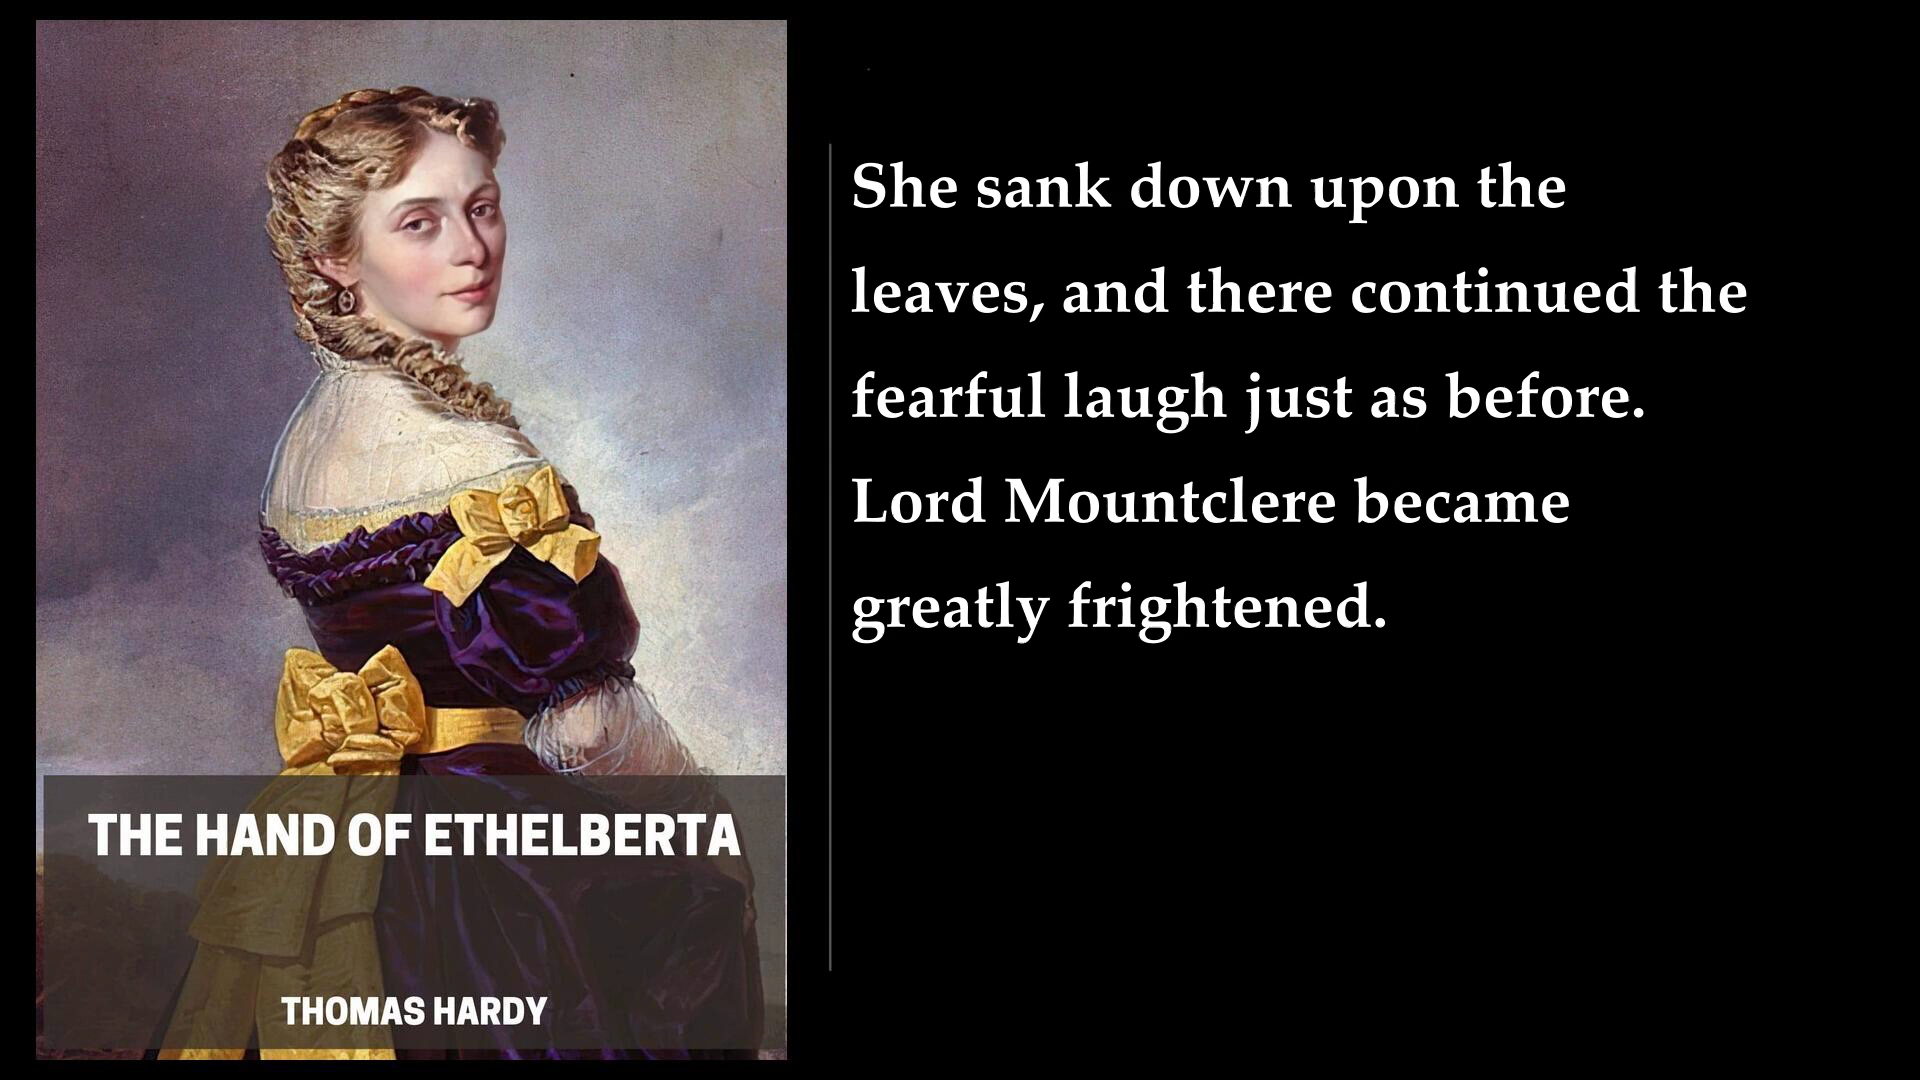 THE HAND OF ETHELBERTA
THOMAS HARDY
She sank down upon the
leaves, and there continued the
fearful laugh just as before.
Lord Mountclere became
greatly frightened.